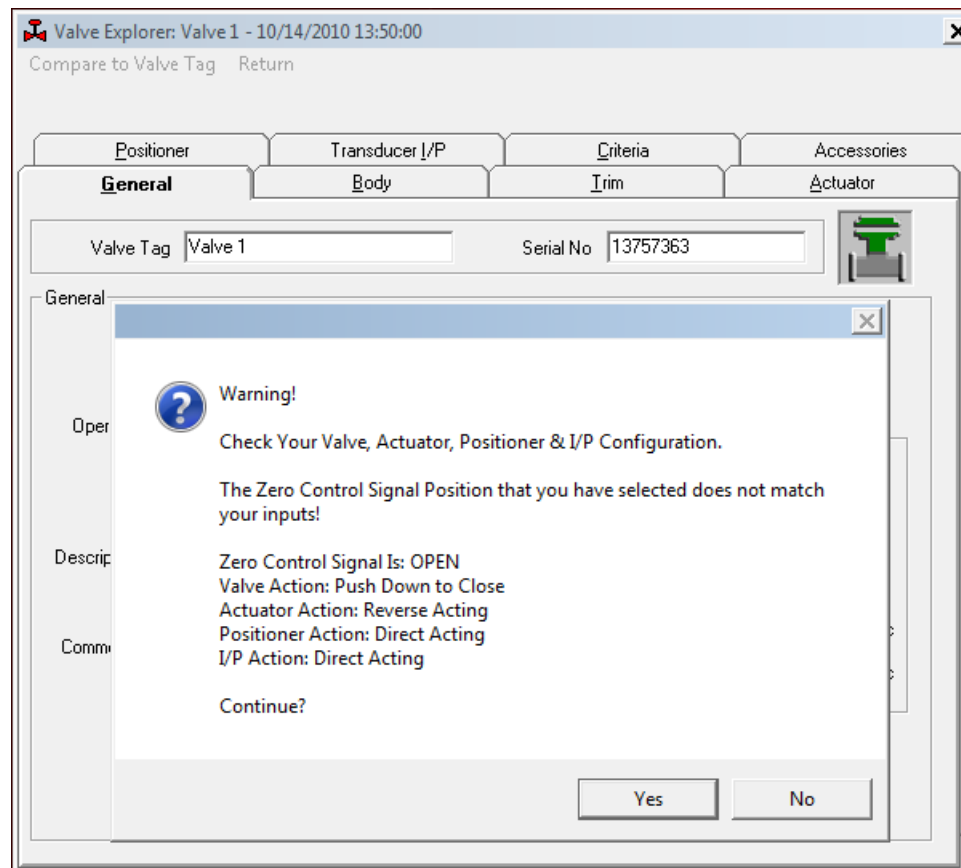 Valve Explorer: Valve 1 - 10/14/2010 13:50:00
Compare to Valve Tag Return
Positioner Transducer I/P Criteria Accessories
General Body Trim Actuator
Valve Tag Valve 1 Serial No 13757363
General
Warning!
Oper
Check Your Valve, Actuator, Positioner & I/P Configuration.
The Zero Control Signal Position that you have selected does not match
your inputs!
Descrip
Zero Control Signal Is: OPEN
Valve Action: Push Down to Close
Actuator Action: Reverse Acting
Positioner Action: Direct Acting
Comm
I/P Action: Direct Acting
Continue?
Yes No